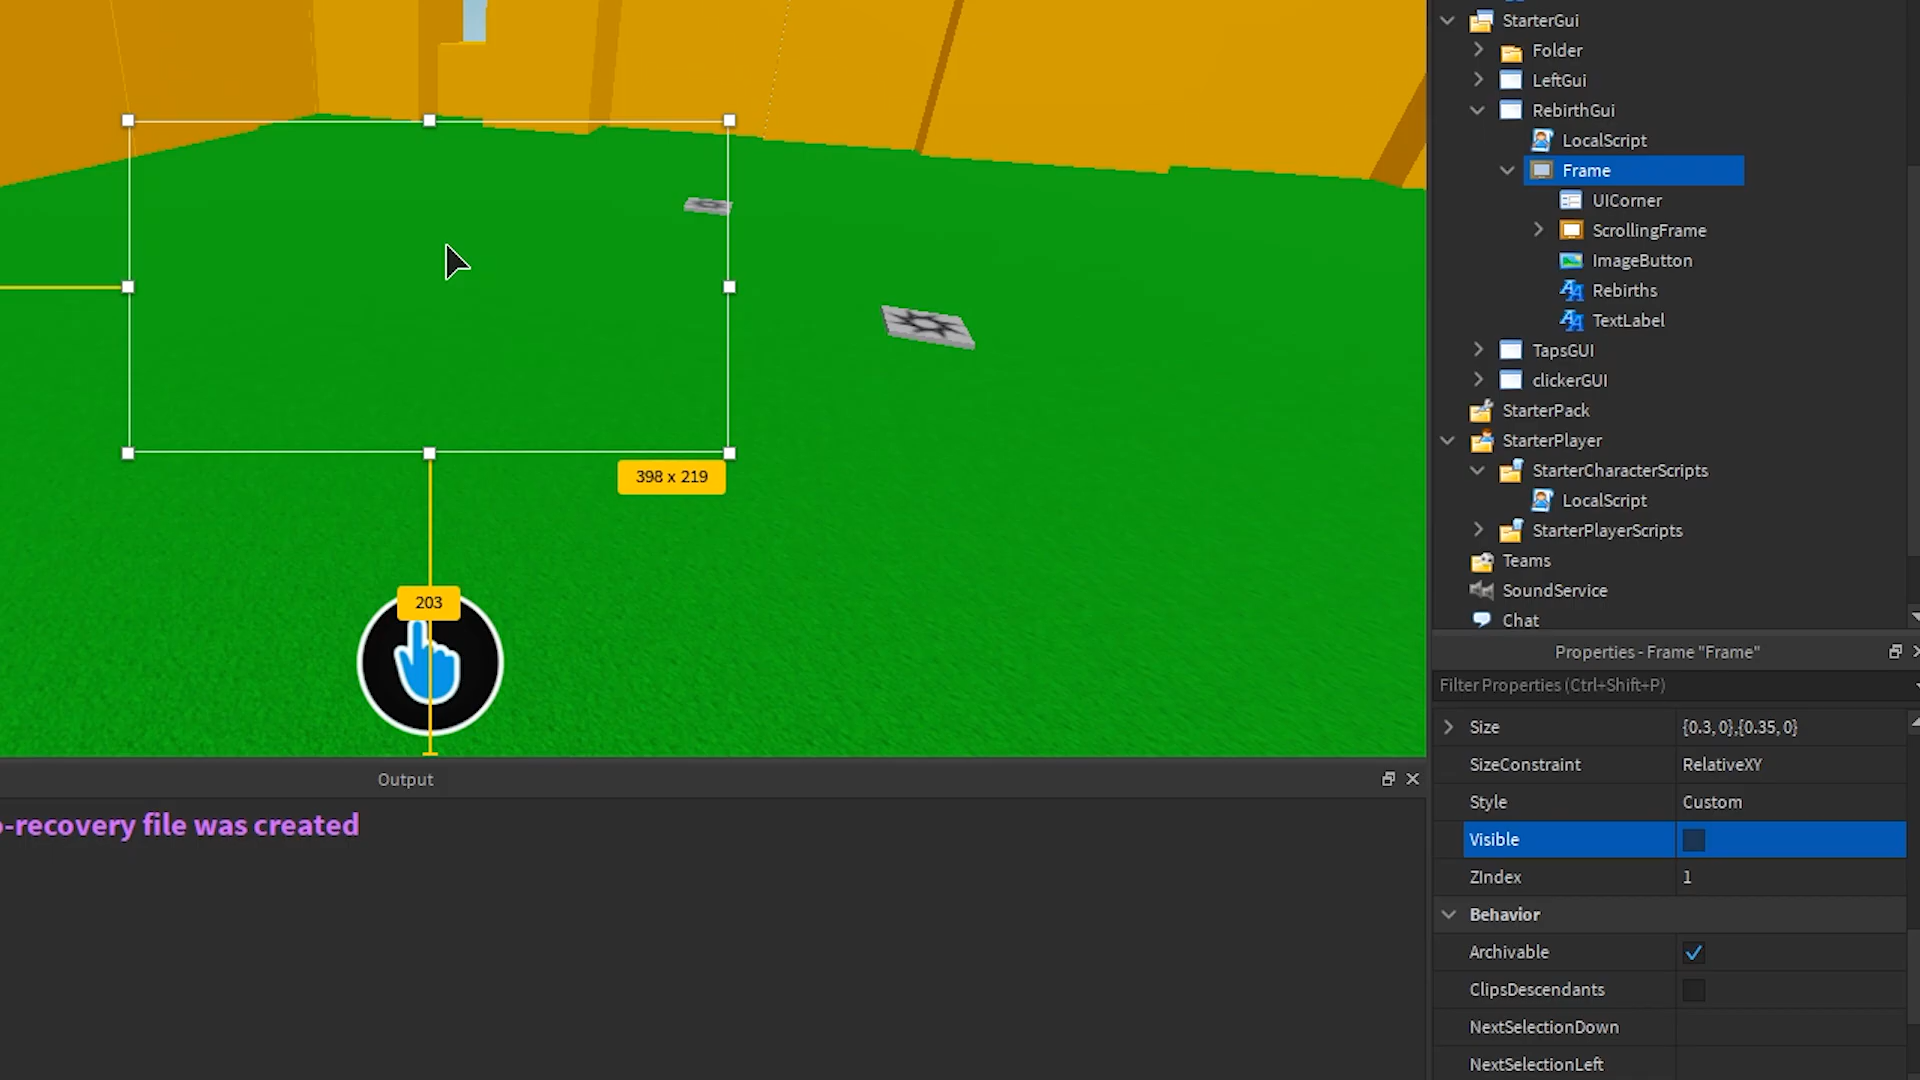 StarterGui
Folder
LeftGui
RebirthGui
LocalScript
Frame
UICorner
ScrollingFrame
ImageButton
Rebirths
TextLabel
TapsGUI
clickerGUI
StarterPack
StarterPlayer
StarterCharacterScripts
LocalScript
StarterPlayerScripts
Teams
SoundService
Chat
398 x 219
203
Output
-recovery file was created
Properties - Frame "Frame"
Filter Properties (Ctrl+Shift+P)
Size {0.3, 0},{0.35, 0}
SizeConstraint RelativeXY
Style Custom
Visible
ZIndex 1
Behavior
Archivable
ClipsDescendants
NextSelectionDown
NextSelectionLeft